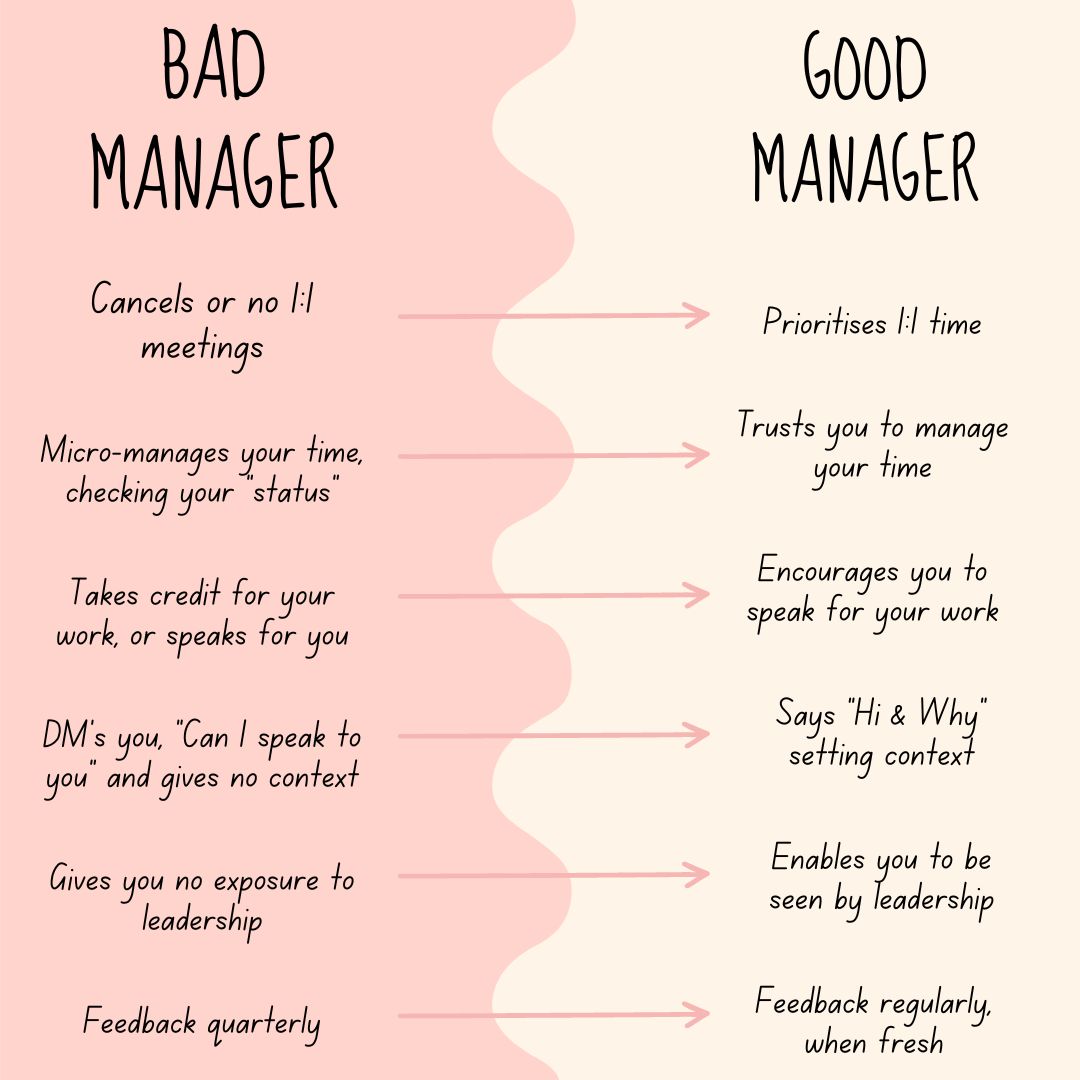 BAD
MANAGER
GOOD
MANAGER
Cancels or no 1:1
meetings
Prioritises 1:1 time
Micro-manages your time,
checking your "status"
Trusts you to manage
your time
Takes credit for your
work, or speaks for you
Encourages you to
speak for your work
DM's you, "Can I speak to
you" and gives no context
Says "Hi & Why"
setting context
Gives you no exposure to
leadership
Enables you to be
seen by leadership
Feedback quarterly
Feedback regularly,
when fresh